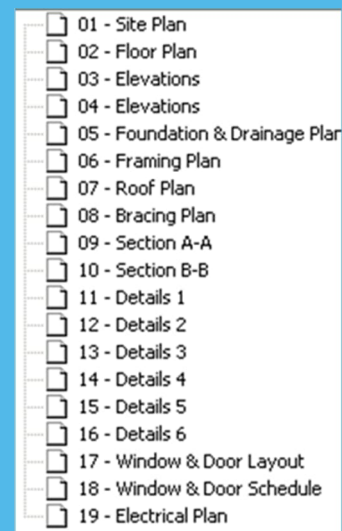 01 - Site Plan
02 - Floor Plan
03 - Elevations
04 - Elevations
05 - Foundation & Drainage Plan
06 - Framing Plan
07 - Roof Plan
08 - Bracing Plan
09 - Section A-A
10 - Section B-B
11 - Details 1
12 - Details 2
13 - Details 3
14 - Details 4
15 - Details 5
16 - Details 6
17 - Window & Door Layout
18 - Window & Door Schedule
19 - Electrical Plan